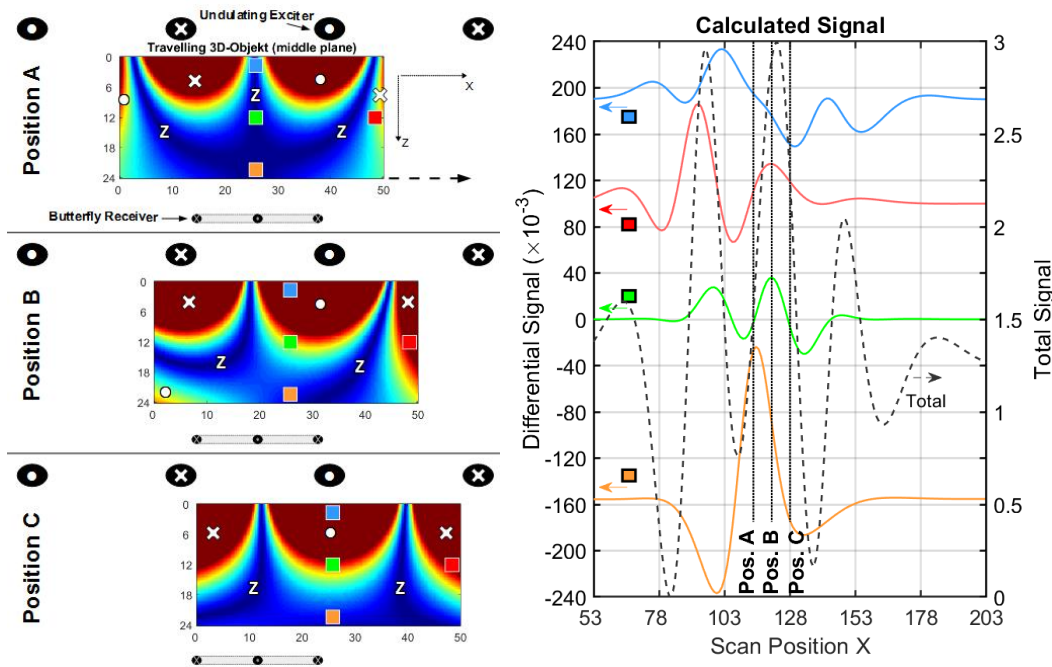 Undulating Exciter
Position A
Travelling 3D-Objekt (middle plane)
0
6
12
18
24
Z
Z
Z
X
Z
0 10 20 30 40 50
Butterfly Receiver
Position B
0
6
12
18
24
Z
Z
0 10 20 30 40 50
Position C
0
6
12
18
24
Z
Z
0 10 20 30 40 50
Calculated Signal
Differential Signal (×10-3)
240
200
160
120
80
40
0
-40
-80
-120
-160
-200
-240
3
2.5
2
1.5
1
0.5
0
Total Signal
Total
Pos. A
Pos. B
Pos. C
53 78 103 128 153 178 203
Scan Position X